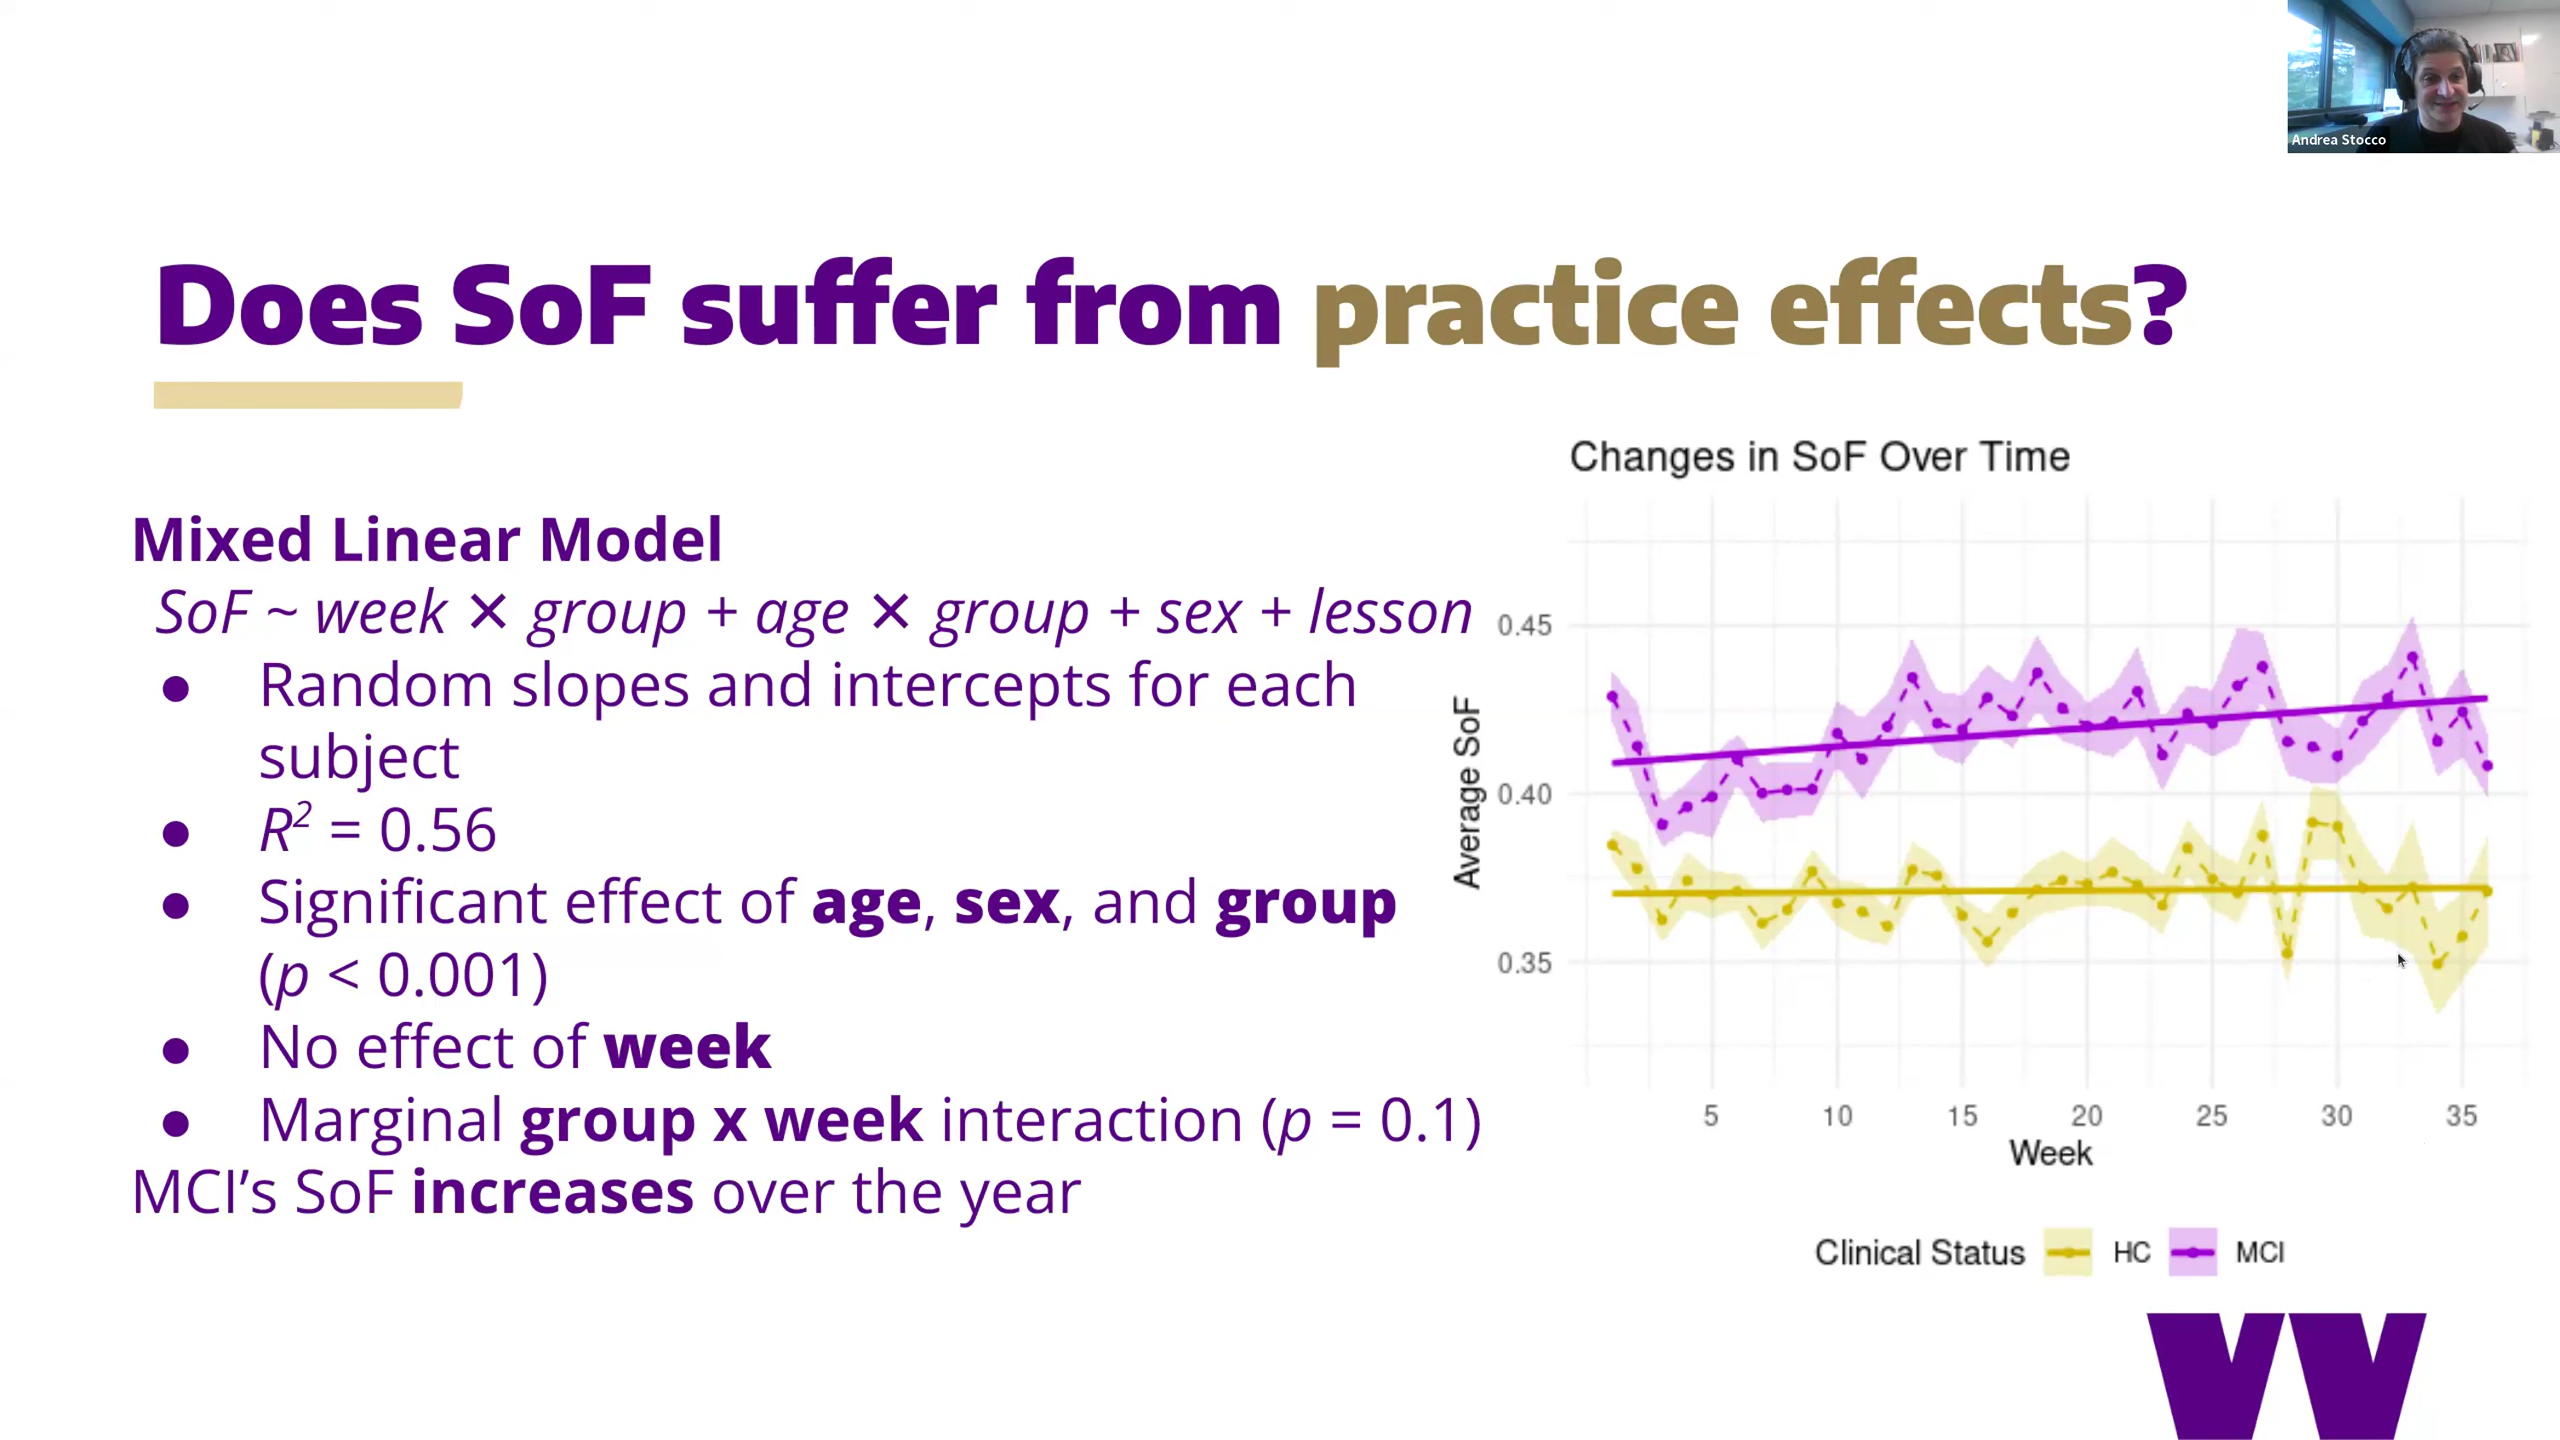 Andrea Stocco
Does SoF suffer from practice effects?
Mixed Linear Model
SoF ~ week ✕ group + age ✕ group + sex + lesson
● Random slopes and intercepts for each
subject
● R² = 0.56
● Significant effect of age, sex, and group
(p < 0.001)
● No effect of week
● Marginal group x week interaction (p = 0.1)
MCI’s SoF increases over the year
Changes in SoF Over Time
Average SoF
0.45
0.40
0.35
5 10 15 20 25 30 35
Week
Clinical Status HC MCI
W